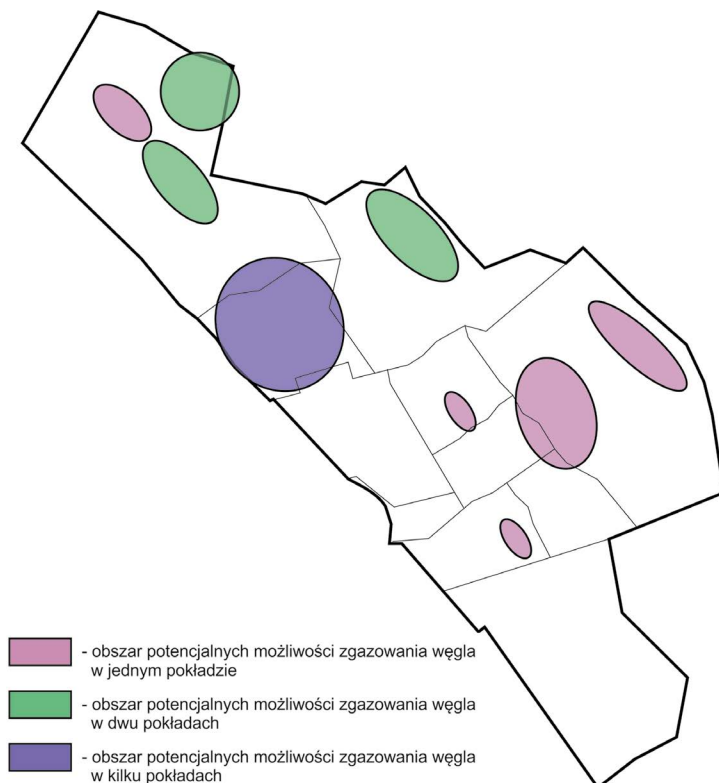 - obszar potencjalnych możliwości zgazowania węgla
w jednym pokładzie
- obszar potencjalnych możliwości zgazowania węgla
w dwu pokładach
- obszar potencjalnych możliwości zgazowania węgla
w kilku pokładach